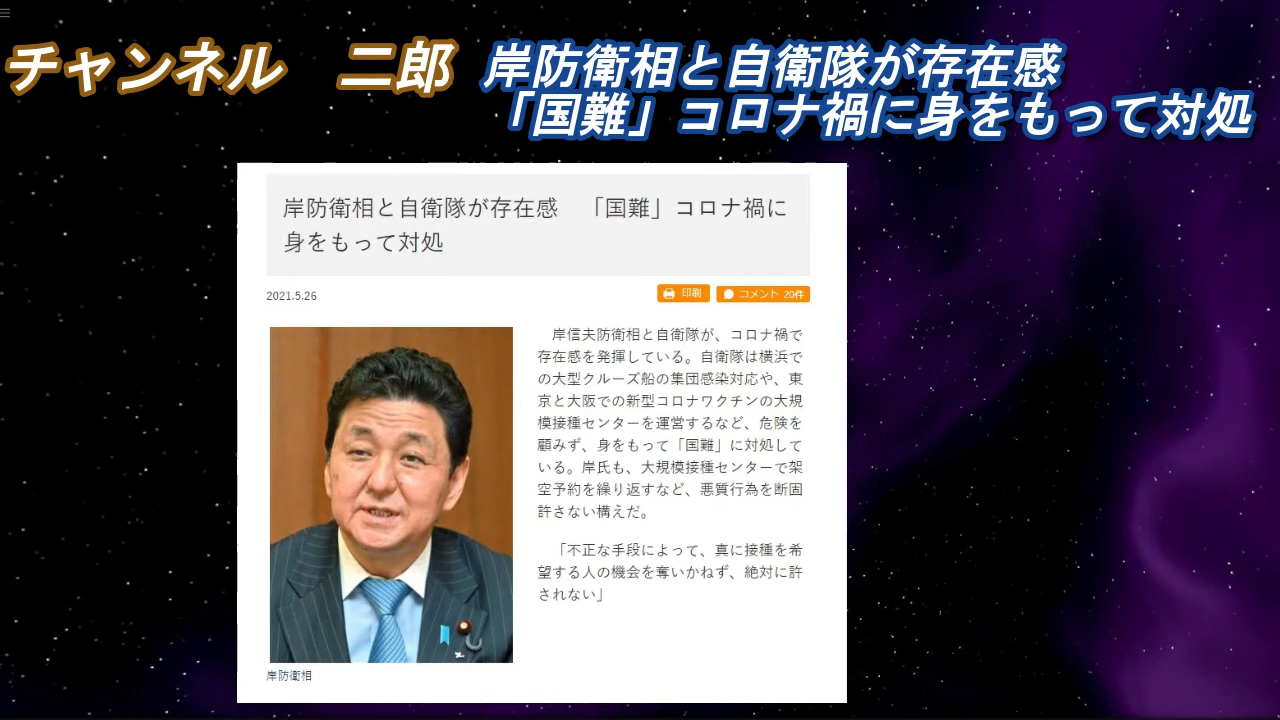 チャンネル　二郎
岸防衛相と自衛隊が存在感
「国難」コロナ禍に身をもって対処
岸防衛相と自衛隊が存在感　「国難」コロナ禍に
身をもって対処
2021.5.26
印刷
コメント 20件
岸信夫防衛相と自衛隊が、コロナ禍で
存在感を発揮している。自衛隊は横浜で
の大型クルーズ船の集団感染対応や、東
京と大阪での新型コロナワクチンの大規
模接種センターを運営するなど、危険を
顧みず、身をもって「国難」に対処して
いる。岸氏も、大規模接種センターで架
空予約を繰り返すなど、悪質行為を断固
許さない構えだ。
「不正な手段によって、真に接種を希
望する人の機会を奪いかねず、絶対に許
されない」
岸防衛相